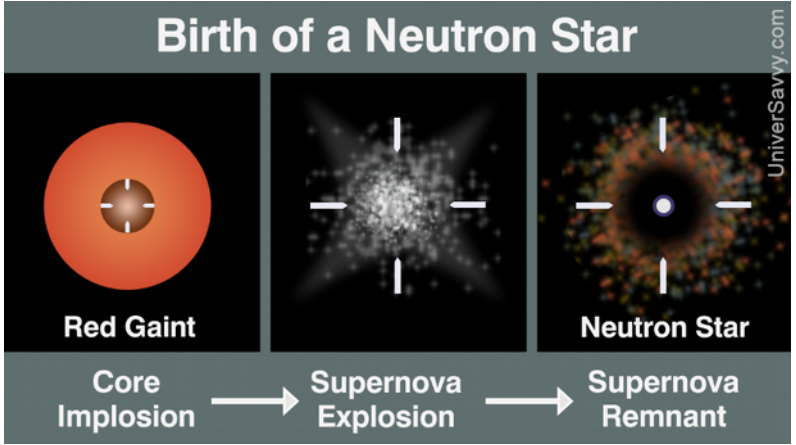 Birth of a Neutron Star
UniverSavvy.com
Red Gaint
Neutron Star
Core
Implosion
Supernova
Explosion
Supernova
Remnant